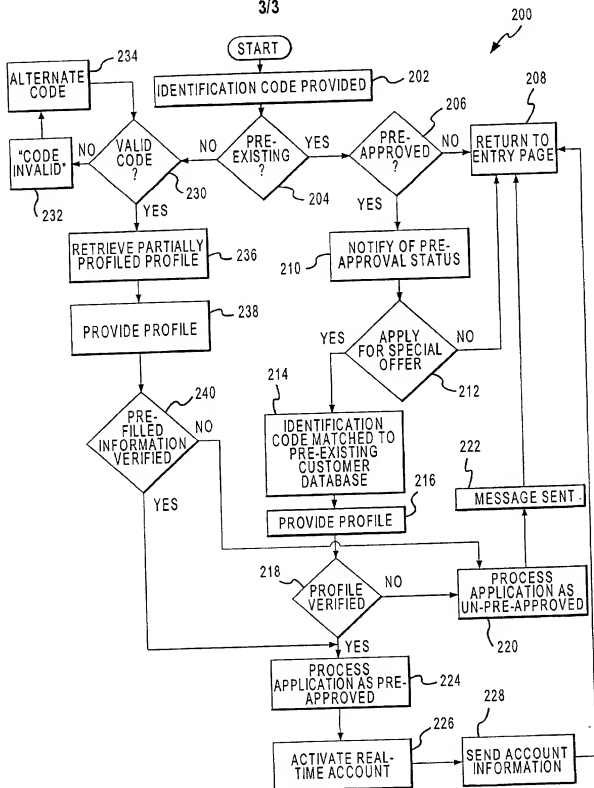 3/3
200
START
IDENTIFICATION CODE PROVIDED
202
234
ALTERNATE
CODE
"CODE
INVALID"
232
NO
VALID
CODE
?
230
NO
PRE-
EXISTING
?
204
YES
206
PRE-
APPROVED
?
NO
208
RETURN TO
ENTRY PAGE
YES
YES
RETRIEVE PARTIALLY
PROFILED PROFILE
236
210
NOTIFY OF PRE-
APPROVAL STATUS
238
PROVIDE PROFILE
YES
APPLY
FOR SPECIAL
OFFER
NO
212
240
PRE-
FILLED
INFORMATION
VERIFIED
NO
YES
214
IDENTIFICATION
CODE MATCHED TO
PRE-EXISTING
CUSTOMER
DATABASE
216
PROVIDE PROFILE
222
MESSAGE SENT
218
PROFILE
VERIFIED
NO
PROCESS
APPLICATION AS
UN-PRE-APPROVED
220
YES
PROCESS
APPLICATION AS PRE-
APPROVED
224
226
ACTIVATE REAL-
TIME ACCOUNT
228
SEND ACCOUNT
INFORMATION